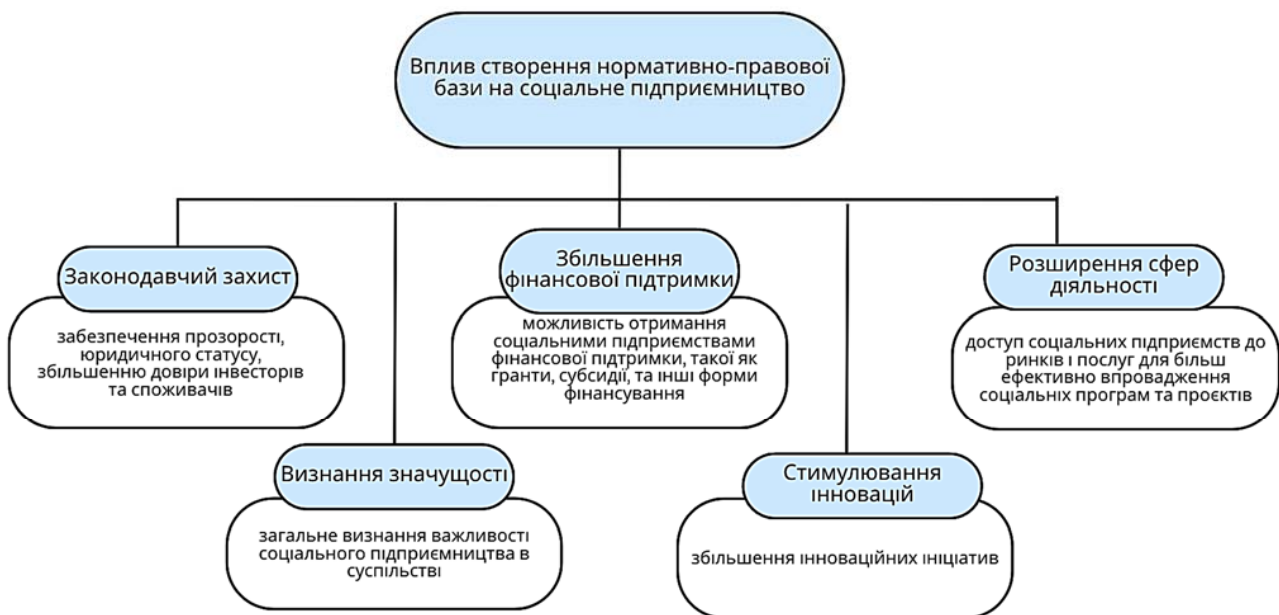 Вплив створення нормативно-правової
бази на соціальне підприємництво
Законодавчий захист
забезпечення прозорості,
юридичного статусу,
збільшенню довіри інвесторів
та споживачів
Збільшення
фінансової підтримки
можливість отримання
соціальними підприємствами
фінансової підтримки, такої як
гранти, субсидії, та інші форми
фінансування
Розширення сфер
діяльності
доступ соціальних підприємств до
ринків і послуг для більш
ефективно впровадження
соціальніх програм та проєктів
Визнання значущості
загальне визнання важливості
соціального підприємництва в
суспільстві
Стимулювання
інновацій
збільшення інноваційних ініціатив